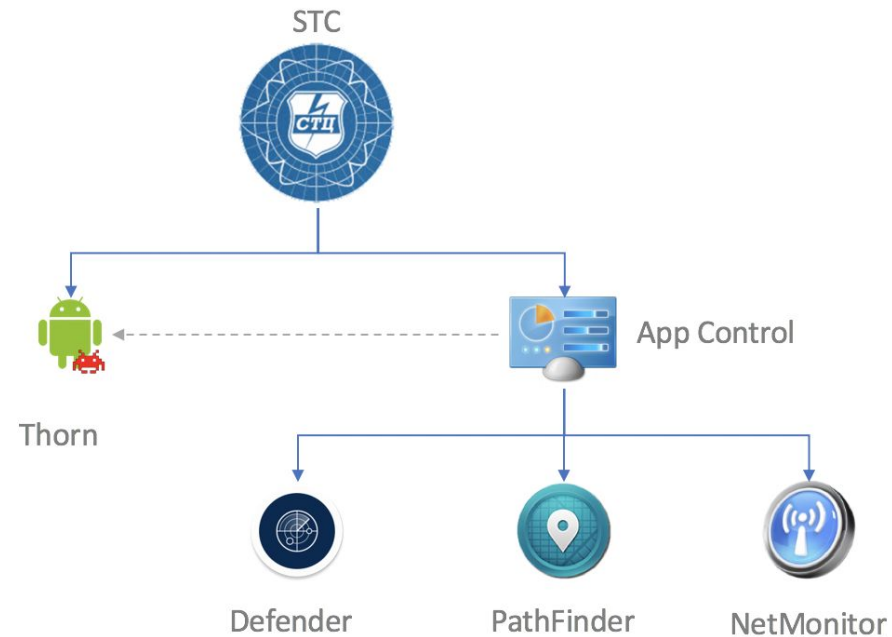 STC
СТЦ
App Control
Thorn
Defender
PathFinder
NetMonitor